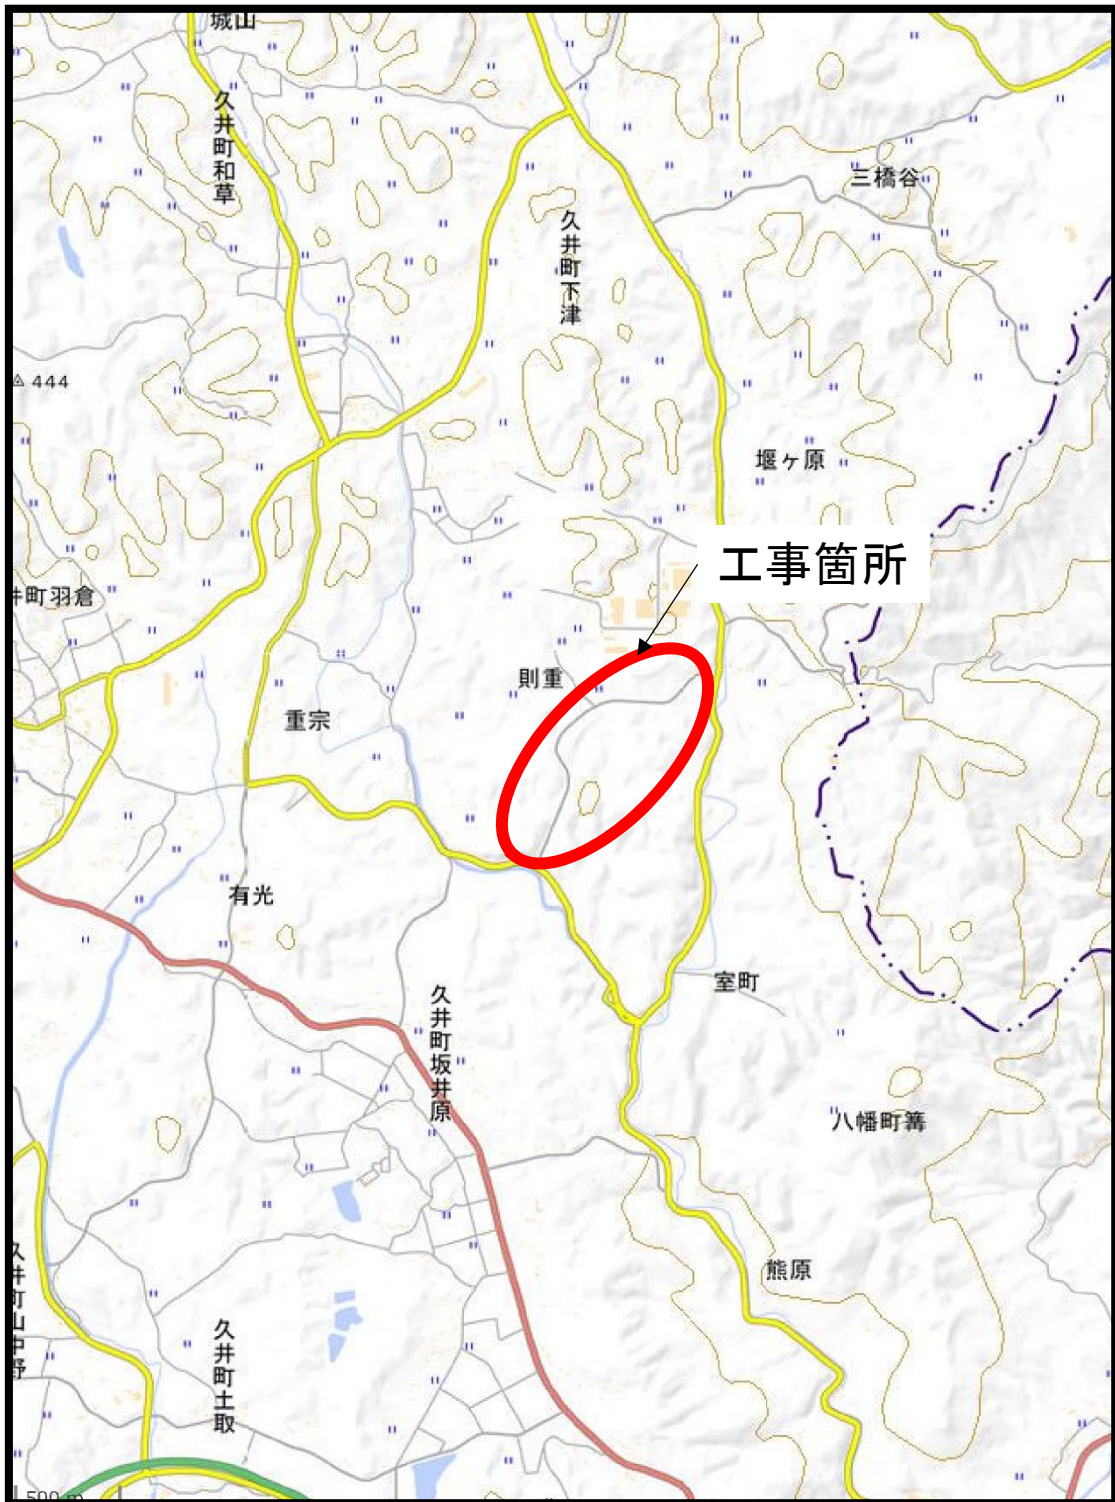 城山
久井町和草
三橋谷
久井町下津
444
堰ヶ原
工事箇所
井町羽倉
則重
重宗
有光
室町
久井町坂井原
八幡町篝
熊原
久井町山中野
久井町土取
500 m